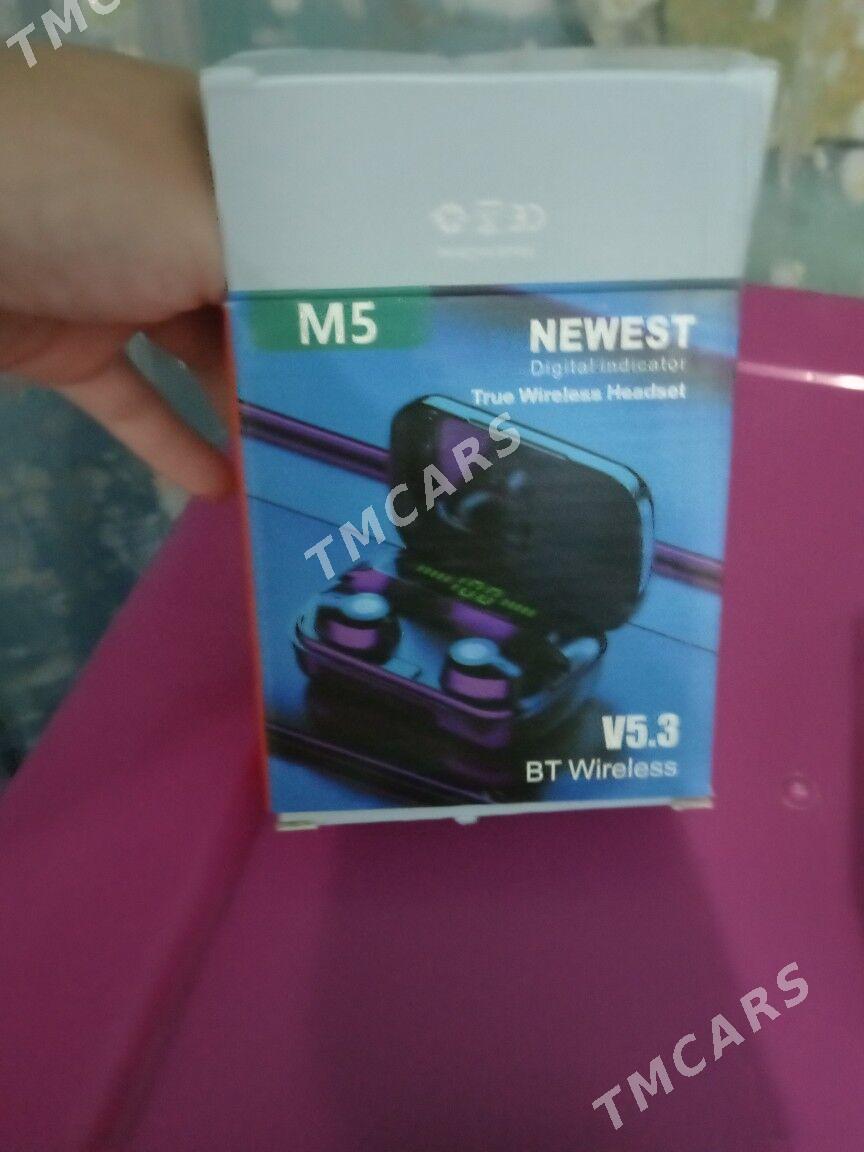 TMC
M5
NEWEST
Digital indicator
True Wireless Headset
TMCARS
V5.3
BT Wireless
TMCARS